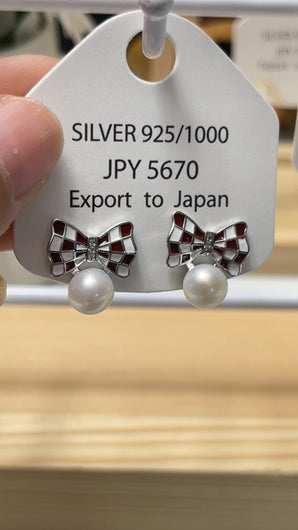 SILVER 925/1000
JPY 5670
Export to Japan